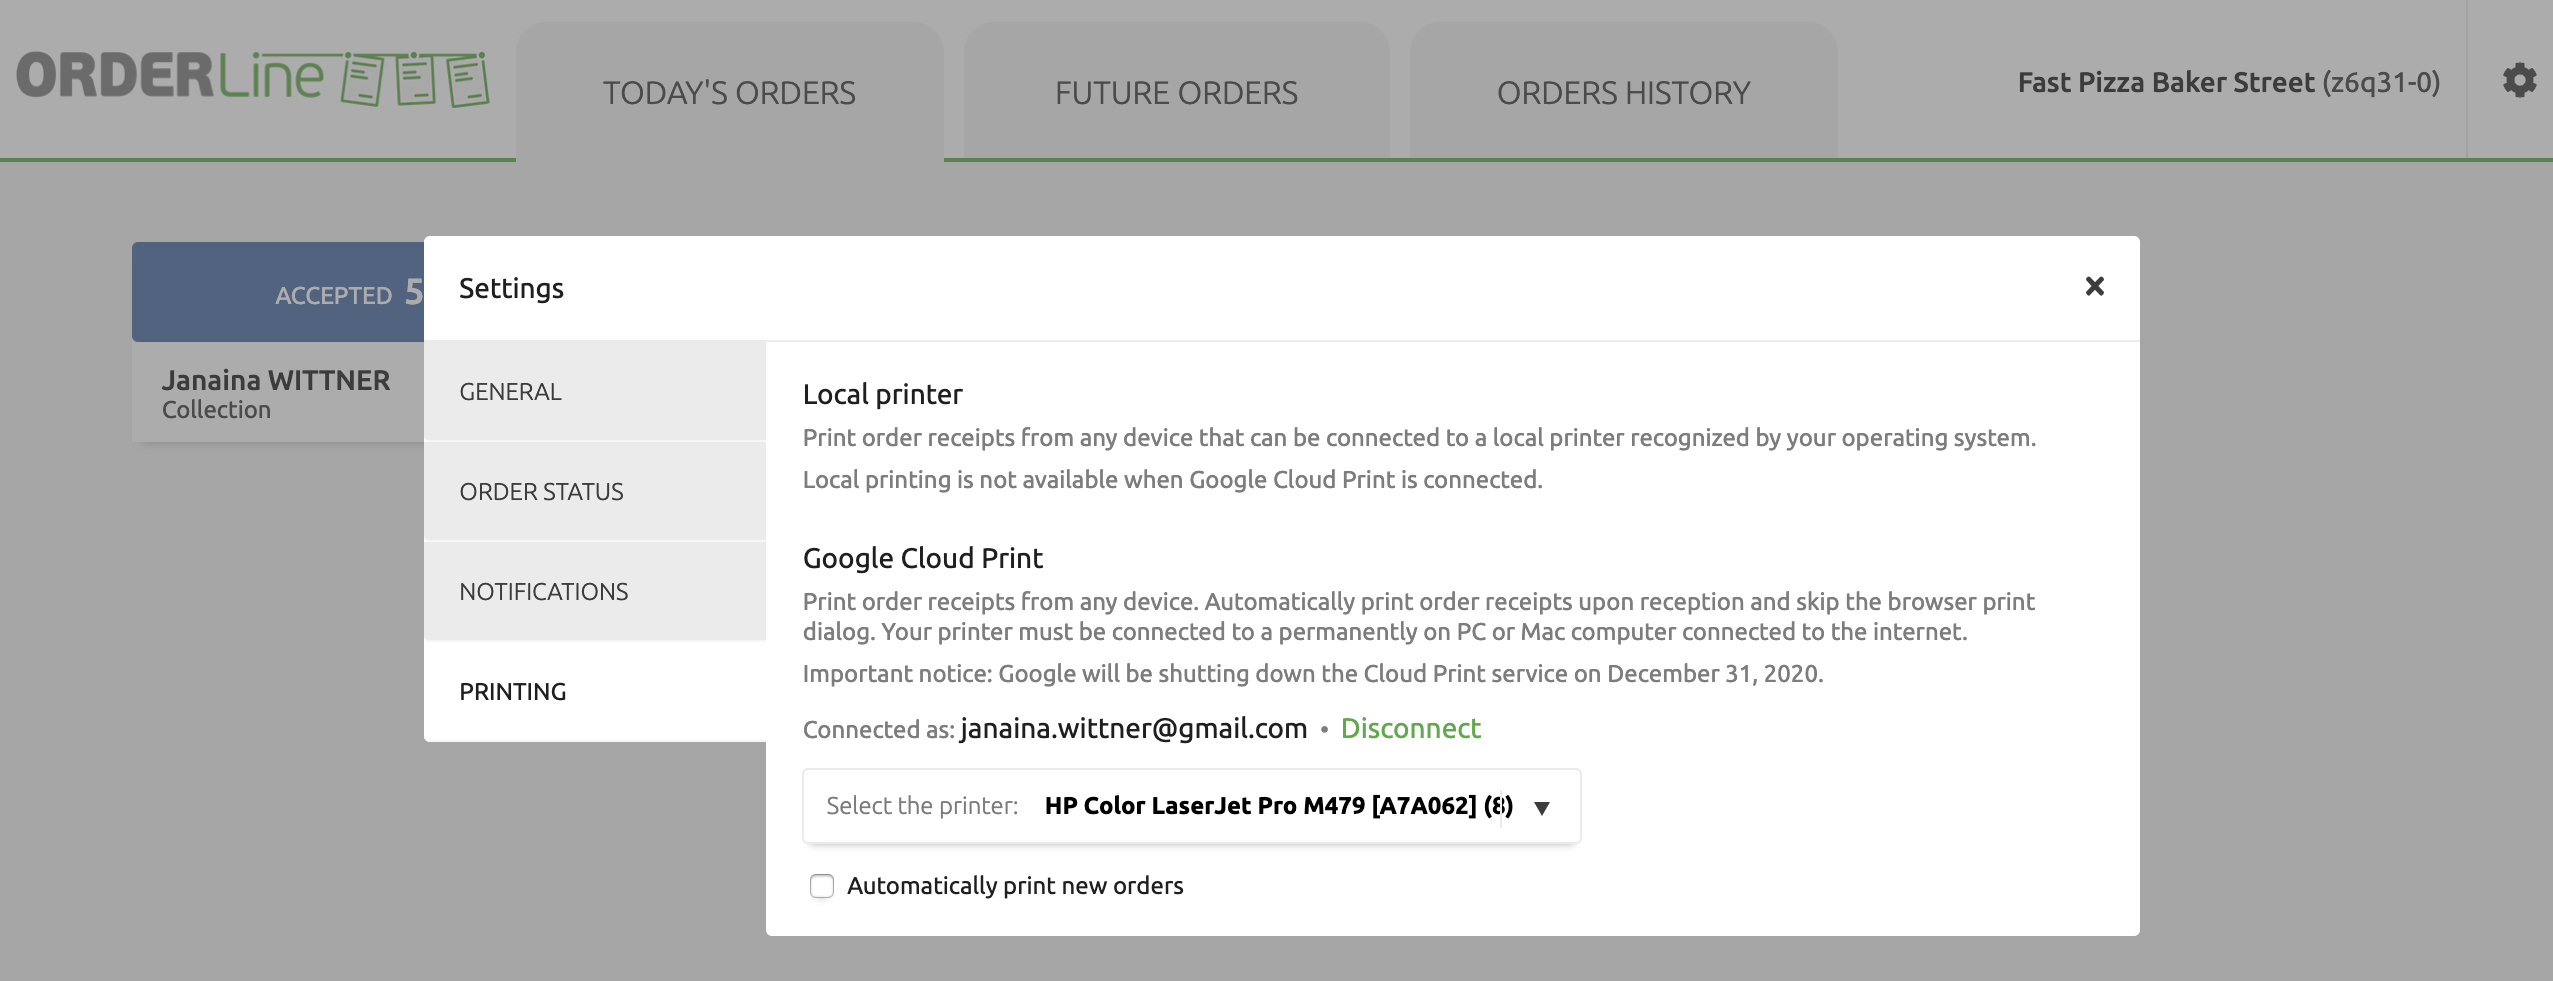 ORDERLine
TODAY'S ORDERS
FUTURE ORDERS
ORDERS HISTORY
Fast Pizza Baker Street (z6q31-0)
ACCEPTED 5
Janaina WITTNER
Collection
Settings
GENERAL
ORDER STATUS
NOTIFICATIONS
PRINTING
Local printer
Print order receipts from any device that can be connected to a local printer recognized by your operating system.
Local printing is not available when Google Cloud Print is connected.
Google Cloud Print
Print order receipts from any device. Automatically print order receipts upon reception and skip the browser print
dialog. Your printer must be connected to a permanently on PC or Mac computer connected to the internet.
Important notice: Google will be shutting down the Cloud Print service on December 31, 2020.
Connected as: janaina.wittner@gmail.com • Disconnect
Select the printer: HP Color LaserJet Pro M479 [A7A062] (8)
Automatically print new orders